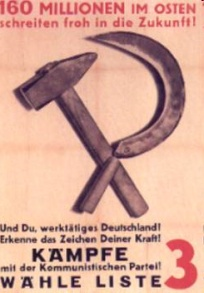 160 MILLIONEN IM OSTEN
schreiten froh in die Zukunft!
Und Du, werktätiges Deutschland!
Erkenne das Zeichen Deiner Kraft!
KÄMPFE
mit der Kommunistischen Partei!
WÄHLE LISTE 3